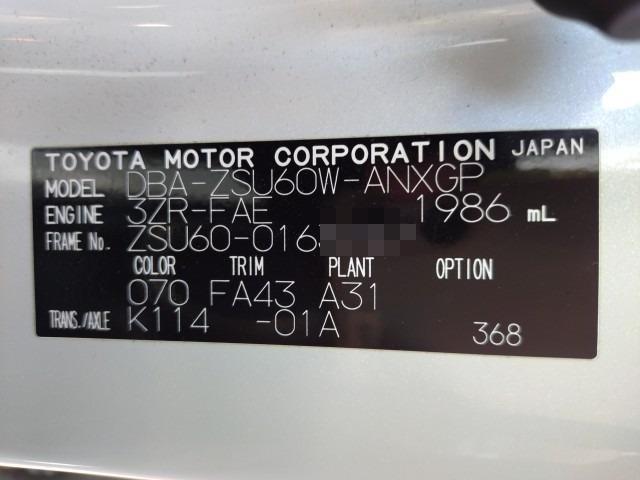 TOYOTA MOTOR CORPORATION JAPAN
MODEL DBA-ZSU60W-ANXGP
ENGINE 3ZR-FAE 1986 mL
FRAME No. ZSU60-016
COLOR TRIM PLANT OPTION
070 FA43 A31
TRANS./AXLE K114 -01A 368